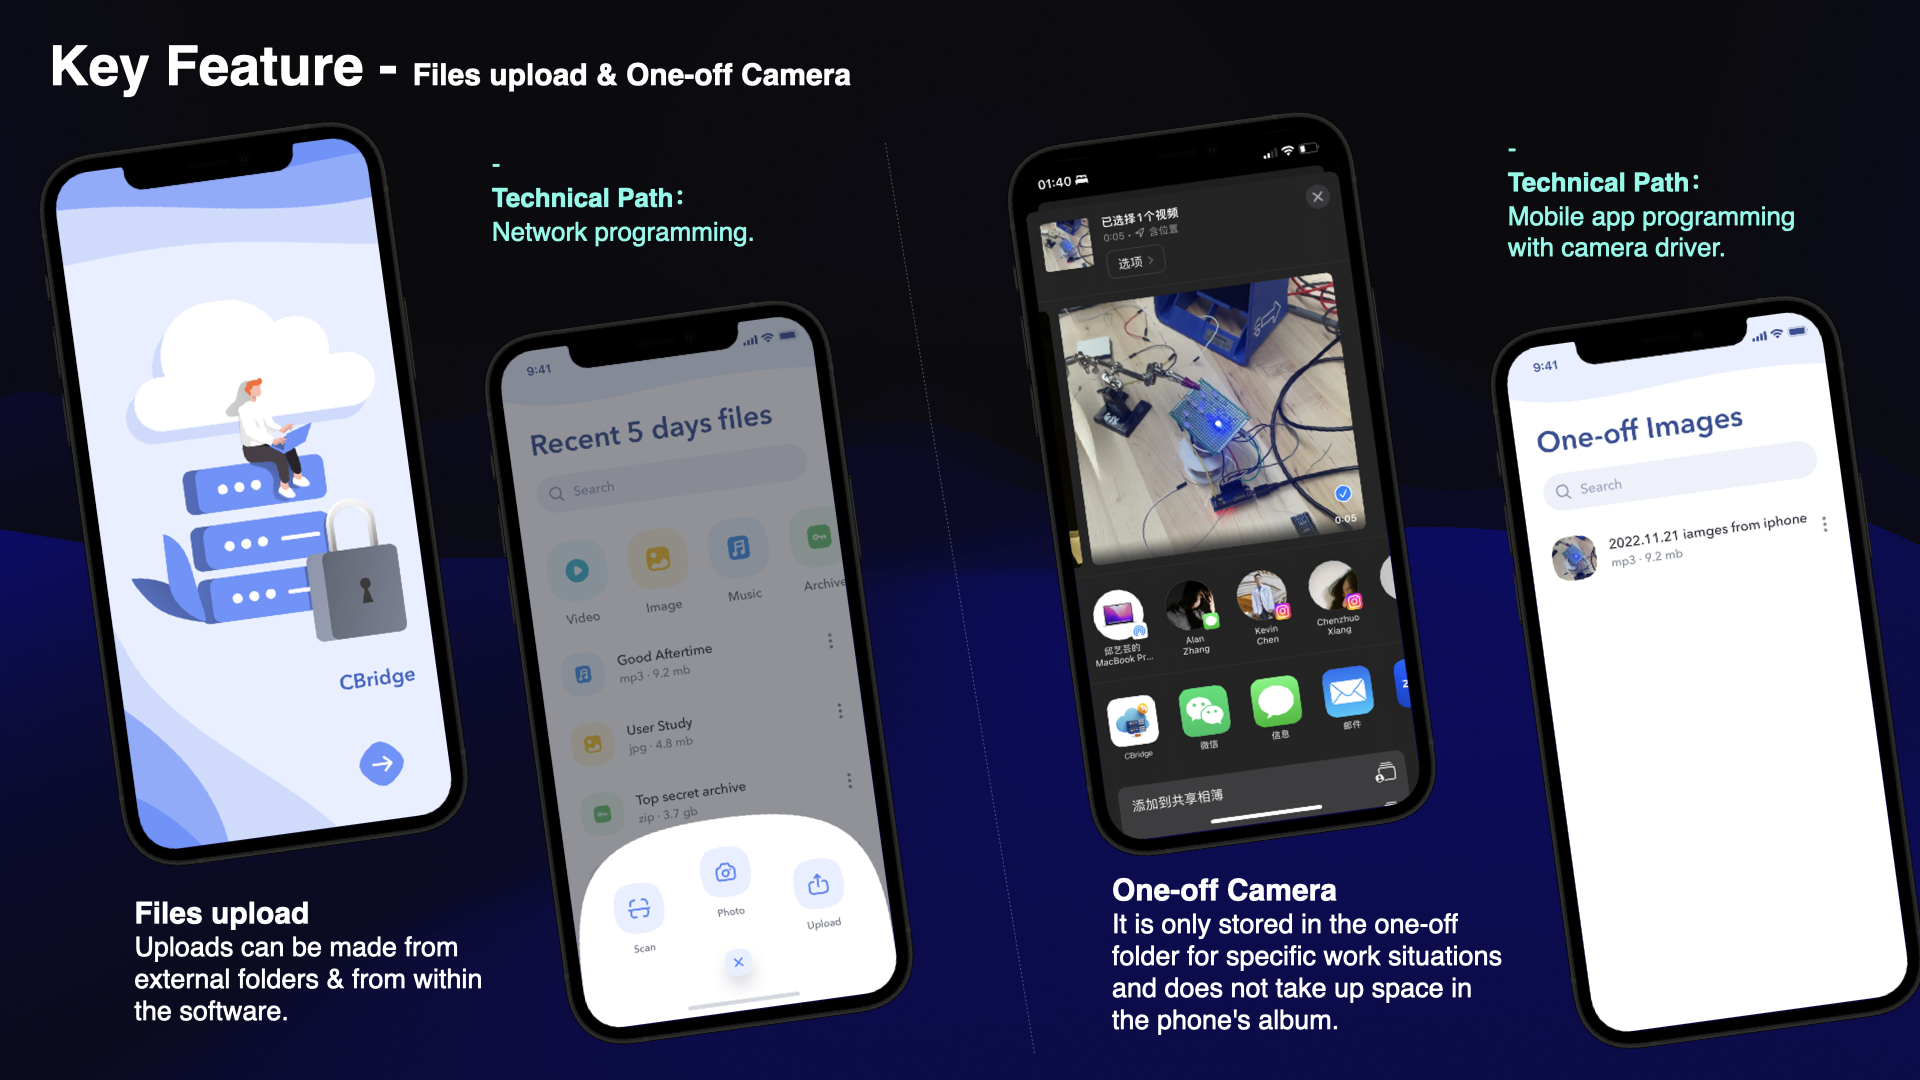 Key Feature - Files upload & One-off Camera
-
Technical Path：
Network programming.
CBridge
Files upload
Uploads can be made from
external folders & from within
the software.
9:41
Recent 5 days files
Search
Video
Image
Music
Archive
Good Aftertime
mp3 · 9.2 mb
User Study
jpg · 4.8 mb
Top secret archive
zip · 3.7 gb
Scan
Photo
Upload
01:40
已选择1个视频
0:05 · 含位置
选项
0:05
邱艺芸的
MacBook Pr...
Alan
Zhang
Kevin
Chen
Chenzhuo
Xiang
CBridge
微信
信息
邮件
添加到共享相簿
One-off Camera
It is only stored in the one-off
folder for specific work situations
and does not take up space in
the phone's album.
-
Technical Path：
Mobile app programming
with camera driver.
9:41
One-off Images
Search
2022.11.21 iamges from iphone
mp3 · 9.2 mb